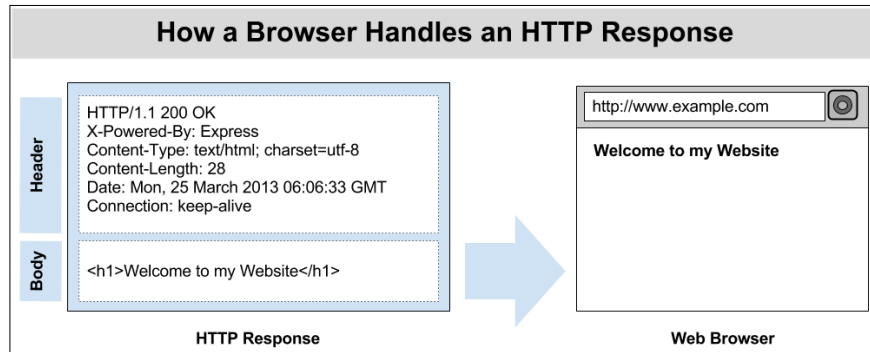 How a Browser Handles an HTTP Response
Header
HTTP/1.1 200 OK
X-Powered-By: Express
Content-Type: text/html; charset=utf-8
Content-Length: 28
Date: Mon, 25 March 2013 06:06:33 GMT
Connection: keep-alive
Body
<h1>Welcome to my Website</h1>
HTTP Response
http://www.example.com
Welcome to my Website
Web Browser